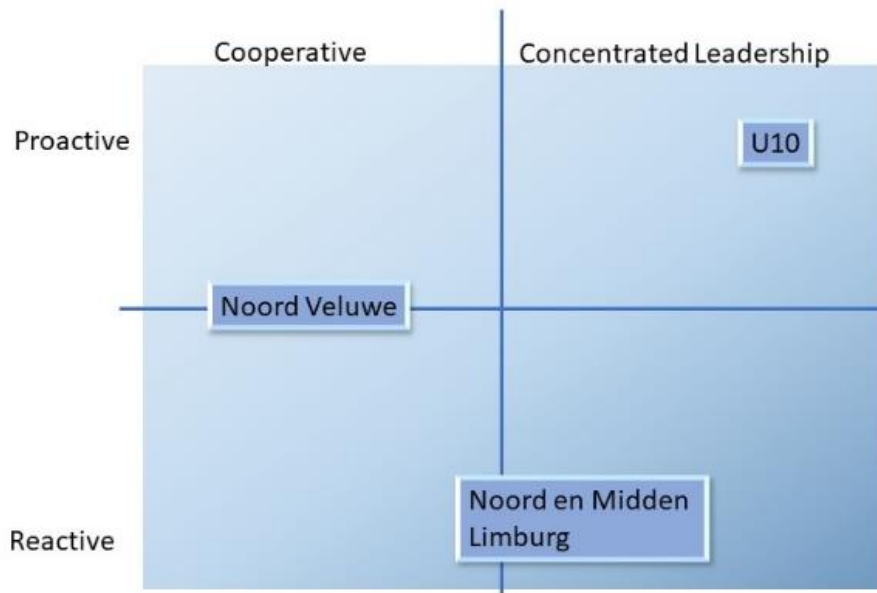 Cooperative
Concentrated Leadership
Proactive
U10
Noord Veluwe
Noord en Midden
Limburg
Reactive